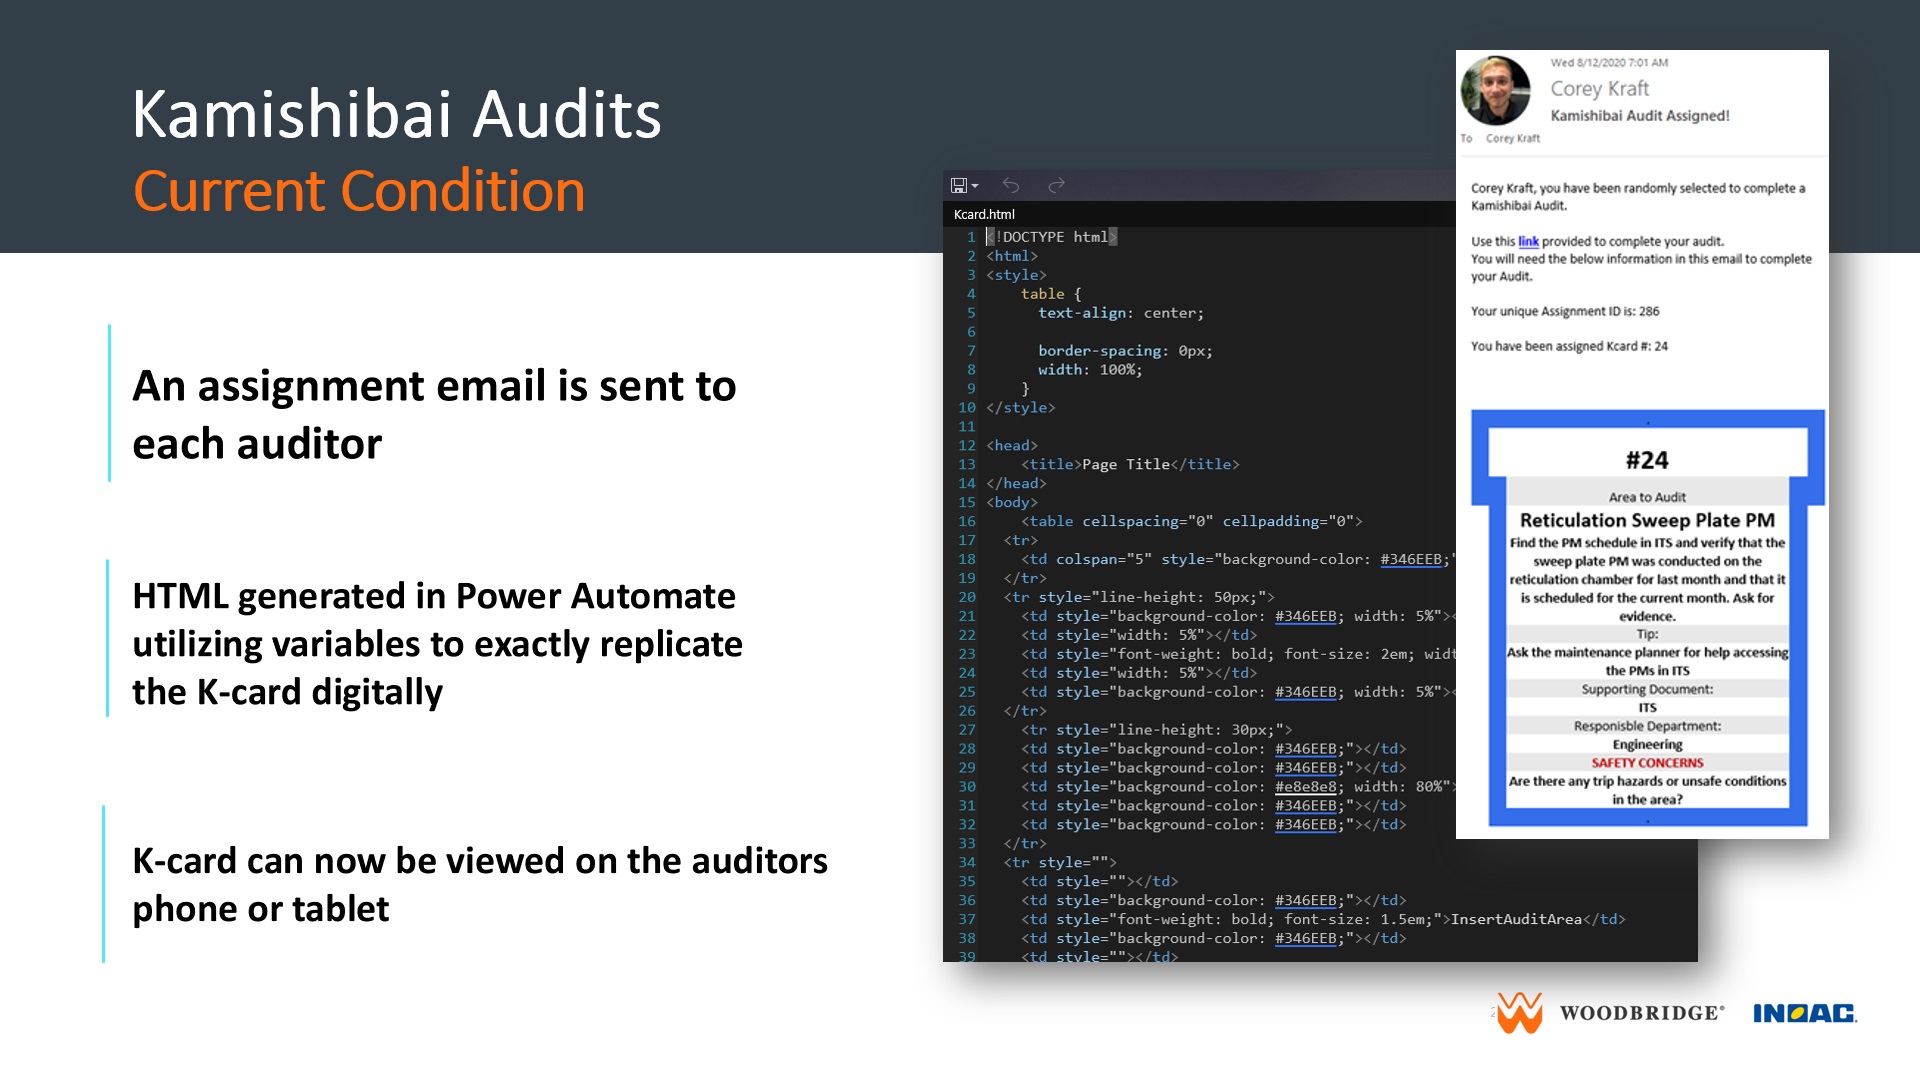 Kamishibai Audits
Current Condition
An assignment email is sent to
each auditor
HTML generated in Power Automate
utilizing variables to exactly replicate
the K-card digitally
K-card can now be viewed on the auditors
phone or tablet
Kcard.html
1 <!DOCTYPE html>
2 <html>
3 <style>
4 table {
5 text-align: center;
6
7 border-spacing: 0px;
8 width: 100%;
9 }
10 </style>
11
12 <head>
13 <title>Page Title</title>
14 </head>
15 <body>
16 <table cellspacing="0" cellpadding="0">
17 <tr>
18 <td colspan="5" style="background-color: #346EEB;"
19 </tr>
20 <tr style="line-height: 50px;">
21 <td style="background-color: #346EEB; width: 5%"><
22 <td style="width: 5%"></td>
23 <td style="font-weight: bold; font-size: 2em; widt
24 <td style="width: 5%"></td>
25 <td style="background-color: #346EEB; width: 5%"><
26 </tr>
27 <tr style="line-height: 30px;">
28 <td style="background-color: #346EEB;"></td>
29 <td style="background-color: #346EEB;"></td>
30 <td style="background-color: #e8e8e8; width: 80%">
31 <td style="background-color: #346EEB;"></td>
32 <td style="background-color: #346EEB;"></td>
33 </tr>
34 <tr style="">
35 <td style=""></td>
36 <td style="background-color: #346EEB;"></td>
37 <td style="font-weight: bold; font-size: 1.5em;">InsertAuditArea</td>
38 <td style="background-color: #346EEB;"></td>
39 <td style=""></td>
Wed 8/12/2020 7:01 AM
Corey Kraft
Kamishibai Audit Assigned!
To Corey Kraft
Corey Kraft, you have been randomly selected to complete a
Kamishibai Audit.
Use this link provided to complete your audit.
You will need the below information in this email to complete
your Audit.
Your unique Assignment ID is: 286
You have been assigned Kcard #: 24
#24
Area to Audit
Reticulation Sweep Plate PM
Find the PM schedule in ITS and verify that the
sweep plate PM was conducted on the
reticulation chamber for last month and that it
is scheduled for the current month. Ask for
evidence.
Tip:
Ask the maintenance planner for help accessing
the PMs in ITS
Supporting Document:
ITS
Responisble Department:
Engineering
SAFETY CONCERNS
Are there any trip hazards or unsafe conditions
in the area?
WOODBRIDGE®
INOAC